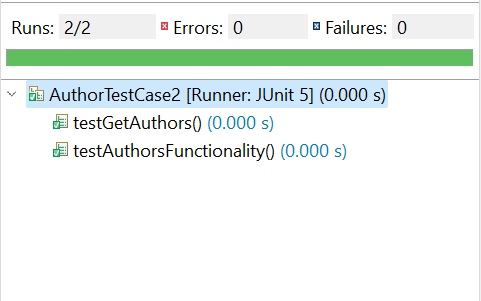 Runs: 2/2 Errors: 0 Failures: 0
AuthorTestCase2 [Runner: JUnit 5] (0.000 s)
testGetAuthors() (0.000 s)
testAuthorsFunctionality() (0.000 s)